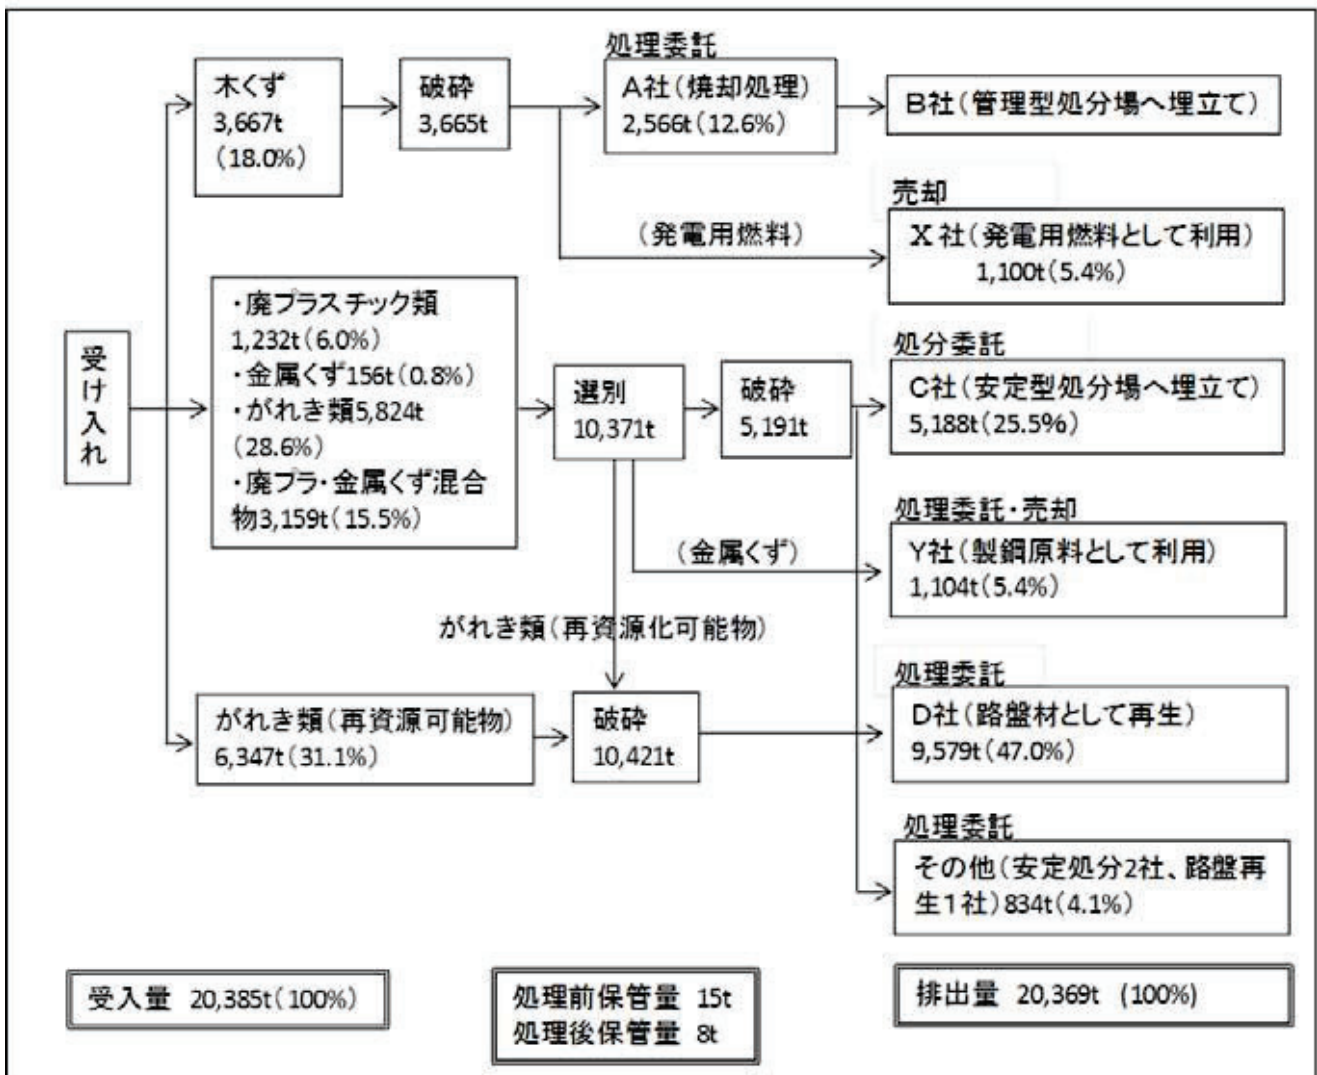 処理委託
木くず
3,667t
(18.0%)
破砕
3,665t
A社(焼却処理)
2,566t(12.6%)
B社(管理型処分場へ埋立て)
売却
(発電用燃料)
X社(発電用燃料として利用)
1,100t(5.4%)
受け入れ
・廃プラスチック類
1,232t(6.0%)
・金属くず156t(0.8%)
・がれき類5,824t
(28.6%)
・廃プラ・金属くず混合
物3,159t(15.5%)
選別
10,371t
破砕
5,191t
処分委託
C社(安定型処分場へ埋立て)
5,188t(25.5%)
処理委託・売却
(金属くず)
Y社(製鋼原料として利用)
1,104t(5.4%)
がれき類(再資源化可能物)
処理委託
がれき類(再資源可能物)
6,347t(31.1%)
破砕
10,421t
D社(路盤材として再生)
9,579t(47.0%)
処理委託
その他(安定処分2社、路盤再
生1社)834t(4.1%)
受入量 20,385t(100%)
処理前保管量 15t
処理後保管量 8t
排出量 20,369t (100%)